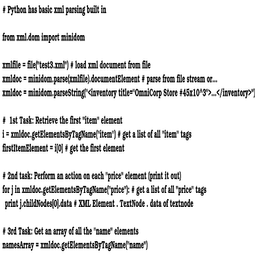 # Python has basic xml parsing built in
from xml.dom import minidom
xmlfile = file("test3.xml") # load xml document from file
xmldoc = minidom.parse(xmlfile).documentElement # parse from file stream or...
xmldoc = minidom.parseString("<inventory title="OmniCorp Store #45x10^3">...</inventory>")
# 1st Task: Retrieve the first "item" element
i = xmldoc.getElementsByTagName("item") # get a list of all "item" tags
firstItemElement = i[0] # get the first element
# 2nd task: Perform an action on each "price" element (print it out)
for j in xmldoc.getElementsByTagName("price"): # get a list of all "price" tags
print j.childNodes[0].data # XML Element . TextNode . data of textnode
# 3rd Task: Get an array of all the "name" elements
namesArray = xmldoc.getElementsByTagName("name")